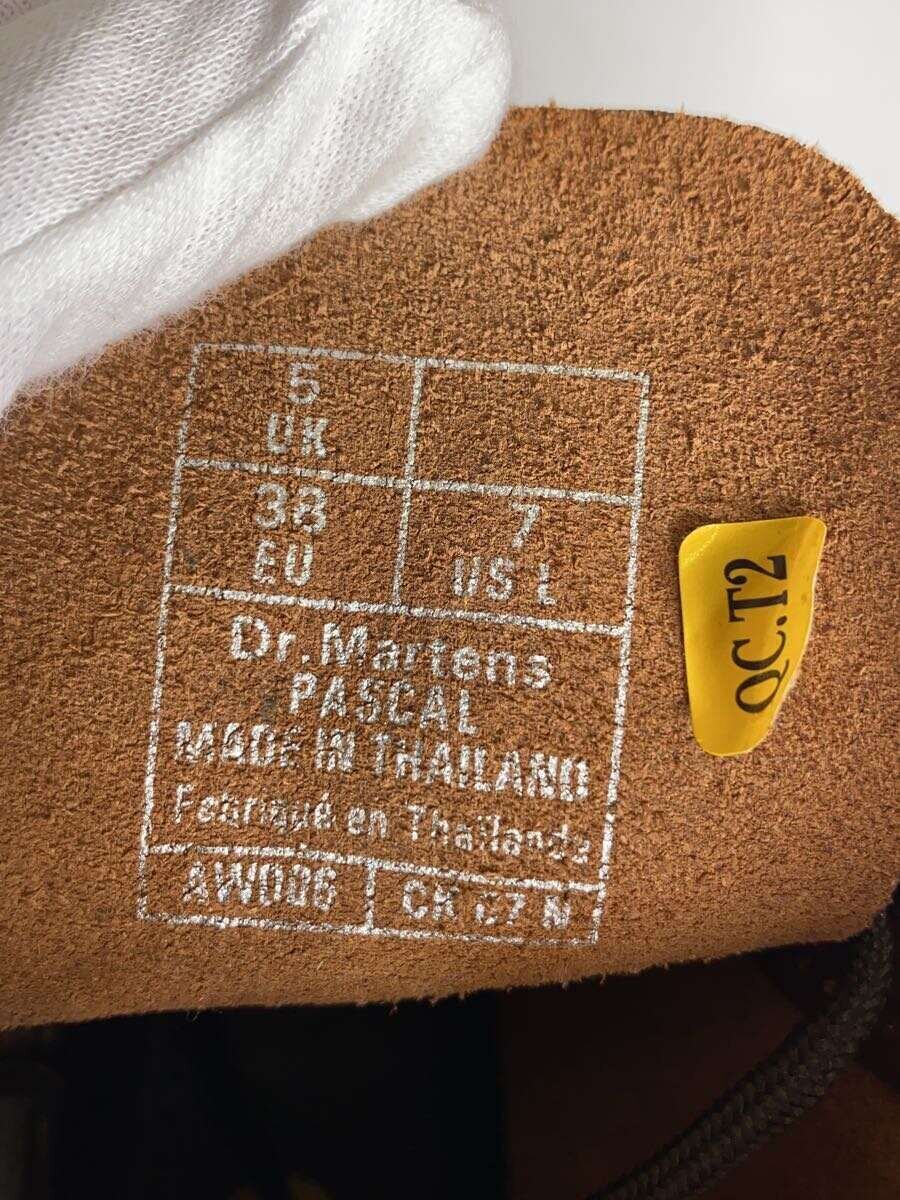 5
UK
38
EU
7
US L
Dr.Martens
PASCAL
MADE IN THAILAND
Fabriqué en Thaïlande
AW006
N
QC.T2